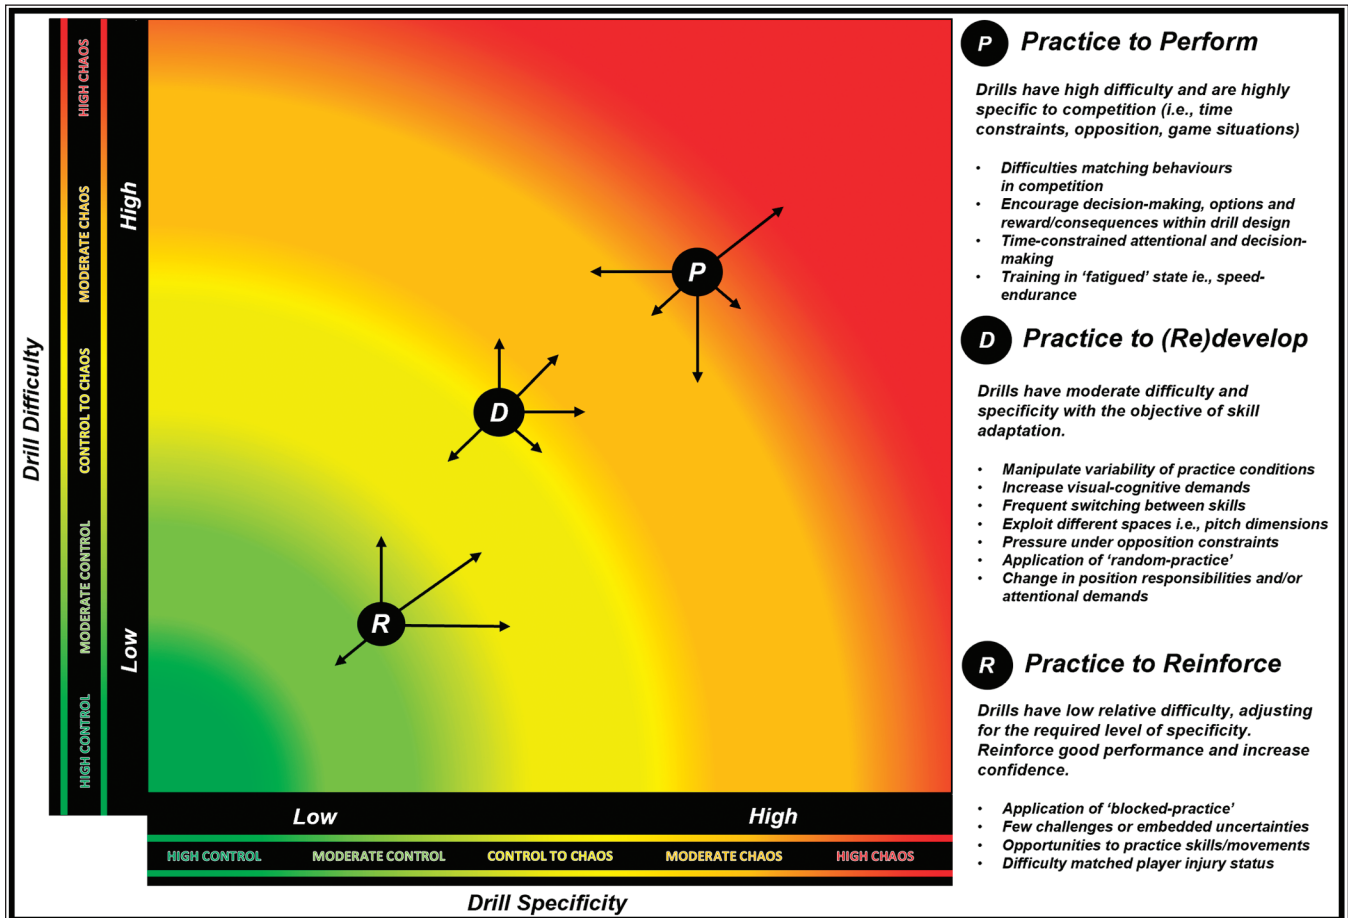 HIGH CHAOS
MODERATE CHAOS
CONTROL TO CHAOS
MODERATE CONTROL
HIGH CONTROL
High
Low
Drill Difficulty
P
D
R
Low
High
HIGH CONTROL
MODERATE CONTROL
CONTROL TO CHAOS
MODERATE CHAOS
HIGH CHAOS
Drill Specificity
P Practice to Perform
Drills have high difficulty and are highly
specific to competition (i.e., time
constraints, opposition, game situations)
• Difficulties matching behaviours
in competition
• Encourage decision-making, options and
reward/consequences within drill design
• Time-constrained attentional and decision-
making
• Training in ‘fatigued’ state ie., speed-
endurance
D Practice to (Re)develop
Drills have moderate difficulty and
specificity with the objective of skill
adaptation.
• Manipulate variability of practice conditions
• Increase visual-cognitive demands
• Frequent switching between skills
• Exploit different spaces i.e., pitch dimensions
• Pressure under opposition constraints
• Application of ‘random-practice’
• Change in position responsibilities and/or
attentional demands
R Practice to Reinforce
Drills have low relative difficulty, adjusting
for the required level of specificity.
Reinforce good performance and increase
confidence.
• Application of ‘blocked-practice’
• Few challenges or embedded uncertainties
• Opportunities to practice skills/movements
• Difficulty matched player injury status